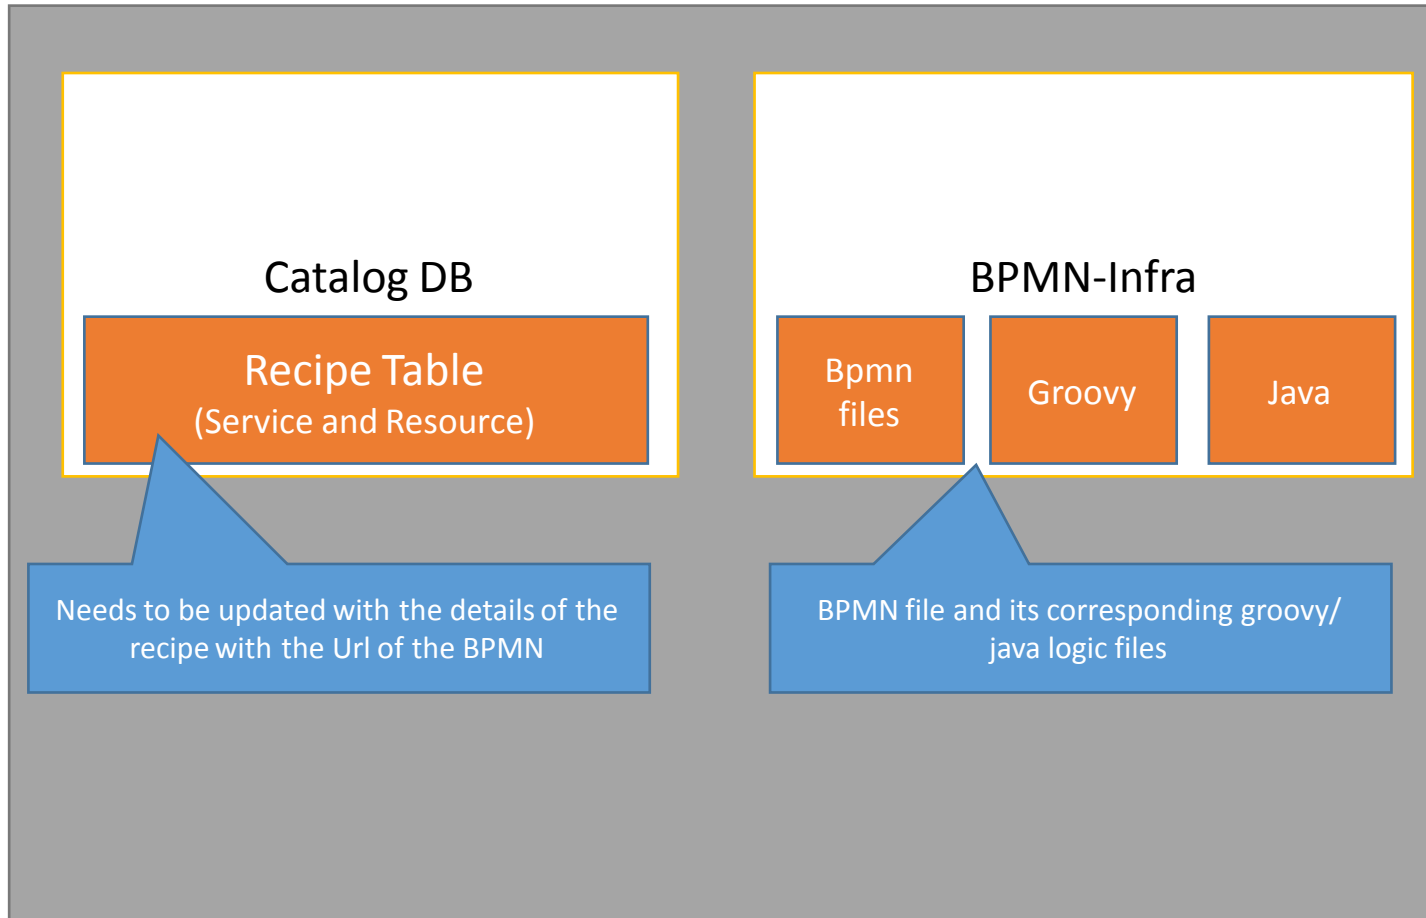 Catalog DB
Recipe Table
(Service and Resource)
BPMN-Infra
Bpmn
files
Groovy
Java
Needs to be updated with the details of the
recipe with the Url of the BPMN
BPMN file and its corresponding groovy/
java logic files